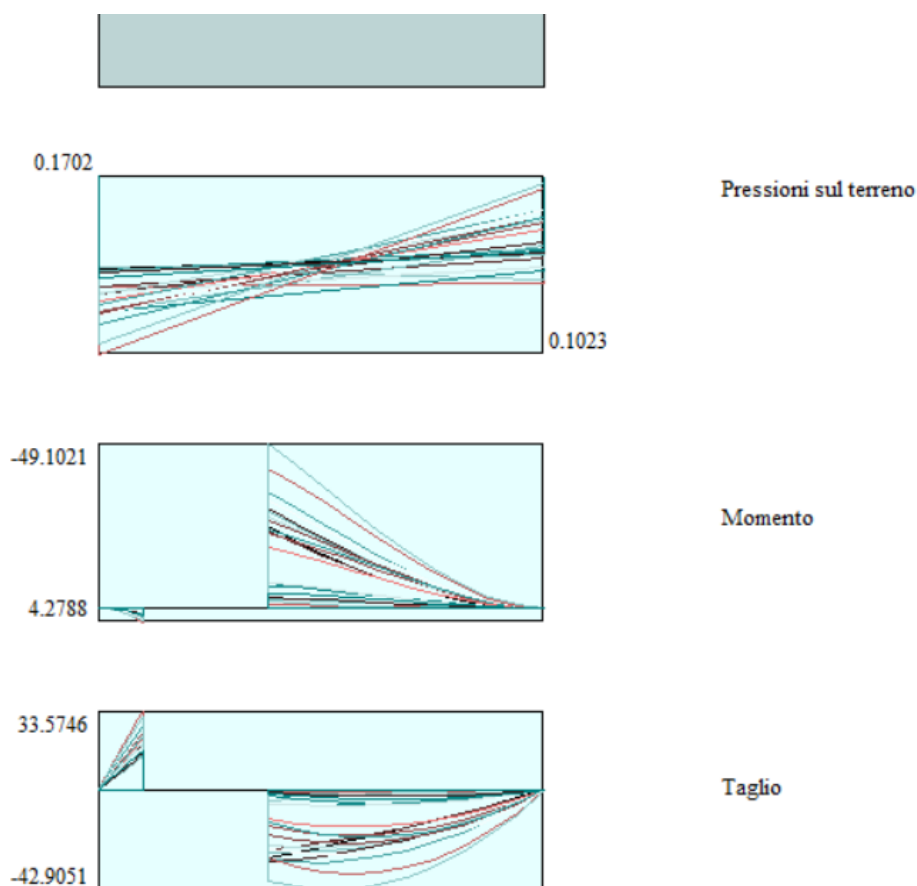 0.1702
Pressioni sul terreno
0.1023
-49.1021
Momento
4.2788
33.5746
Taglio
-42.9051